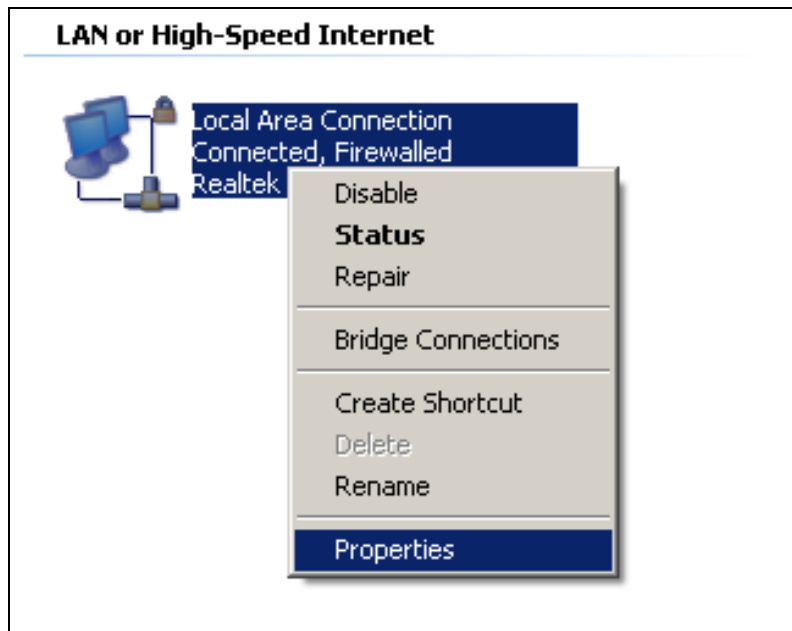 LAN or High-Speed Internet
Local Area Connection
Connected, Firewalled
Realtek
Disable
Status
Repair
Bridge Connections
Create Shortcut
Delete
Rename
Properties